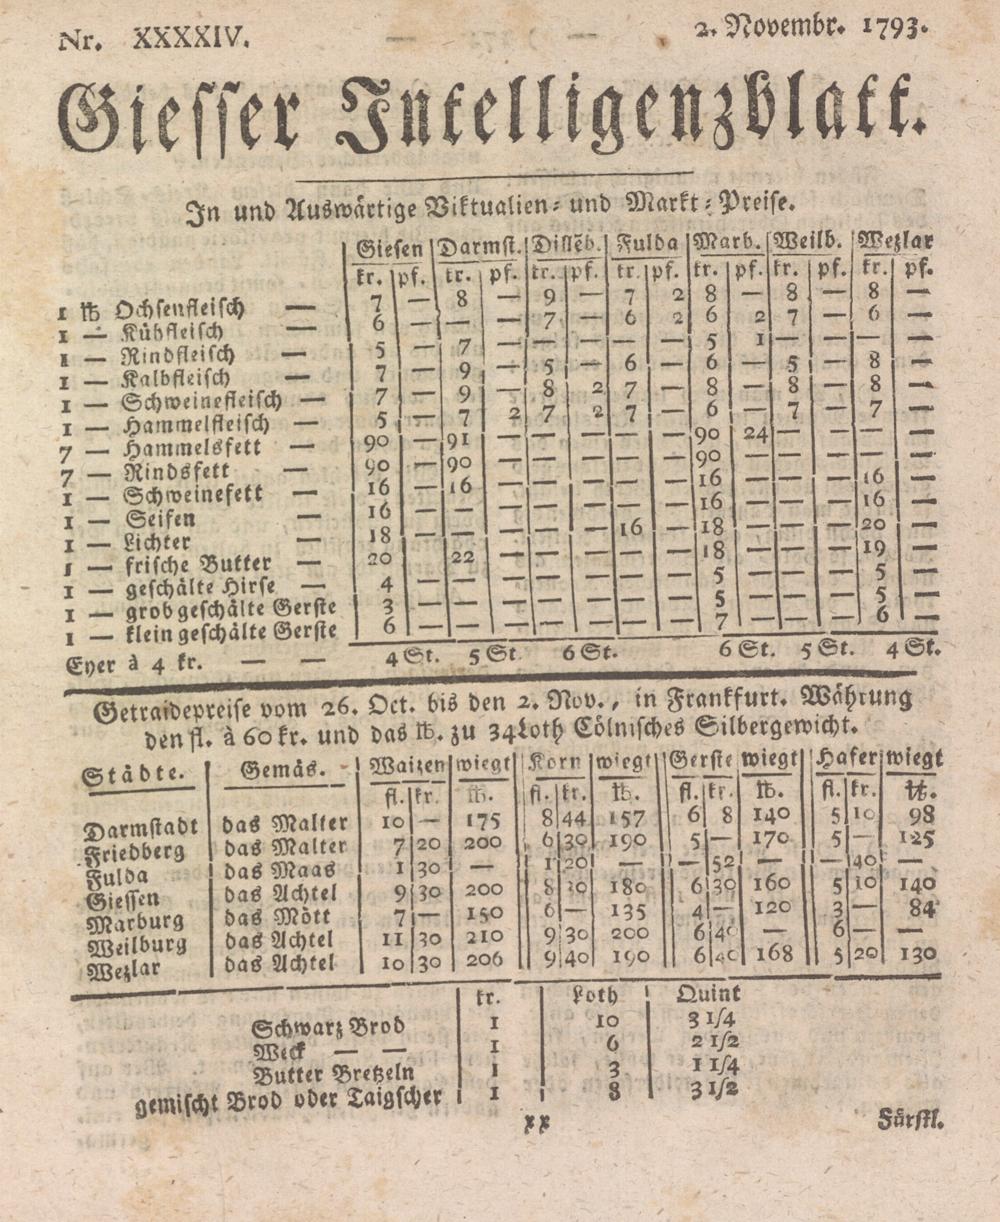 Nr. XXXXIV. — — 2. Novembr. 1793.
Giesser Intelligenzblatt.
In und Auswärtige Viktualien- und Markt-Preise.
Giesen Darmst. Dilleb. Fulda Marb. Weilb. Wezlar
kr. pf. kr. pf. kr. pf. kr. pf. kr. pf. kr. pf. kr. pf.
1 ℔ Ochsenfleisch — 7 — 8 — 9 — 7 2 8 — 8 — 8 —
1 — Kühfleisch — 6 — — — 7 — 6 2 6 2 7 — 6 —
1 — Rindfleisch — 5 — 7 — — — — — 5 1 — — — —
1 — Kalbfleisch — 7 — 9 — 5 — 6 — 6 — 5 — 8 —
1 — Schweinefleisch — 7 — 9 — 8 2 7 — 8 — 8 — 8 —
1 — Hammelfleisch — 5 — 7 2 7 2 7 — 6 — 7 — 7 —
7 — Hammelsfett — 90 — 91 — — — — — 90 24 — — — —
7 — Rindsfett — 90 — 90 — — — — — 90 — — — — —
1 — Schweinefett — 16 — 16 — — — — — 16 — — — 16 —
1 — Seifen — 16 — — — — — — — 16 — — — 16 —
1 — Lichter — 18 — — — — — 16 — 18 — — — 20 —
1 — frische Butter — 20 — 22 — — — — — 18 — — — 19 —
1 — geschälte Hirse — 4 — — — — — — — 5 — — — 5 —
1 — grob geschälte Gerste 3 — — — — — — — 5 — — — 5 —
1 — klein geschälte Gerste 6 — — — — — — — 7 — — — 6 —
Eyer à 4 kr. — — 4 St. 5 St. 6 St. 6 St. 5 St. 4 St.
Getraidepreise vom 26. Oct. bis den 2. Nov., in Frankfurt. Währung
den fl. à 60 kr. und das ℔. zu 34 Loth Cölnisches Silbergewicht.
Städte. Gemäs. Waizen wiegt Korn wiegt Gerste wiegt Hafer wiegt
fl. kr. ℔. fl. kr. ℔. fl. kr. ℔. fl. kr. ℔.
Darmstadt das Malter 10 — 175 8 44 157 6 8 140 5 10 98
Friedberg das Malter 7 20 200 6 30 190 5 — 170 5 — 125
Fulda das Maas 1 30 — 1 20 — — 52 — — 40 —
Giessen das Achtel 9 30 200 8 30 180 6 30 160 5 10 140
Marburg das Mött 7 — 150 6 — 135 4 — 120 3 — 84
Weilburg das Achtel 11 30 210 9 30 200 6 40 — 6 — —
Wezlar das Achtel 10 30 206 9 40 190 6 40 168 5 20 130
kr. Loth Quint
Schwarz Brod 1 10 3 1/4
Weck — — 1 6 2 1/2
Butter Bretzeln 1 3 1 1/4
gemischt Brod oder Taigscher 1 8 3 1/2
xx Fürstl.